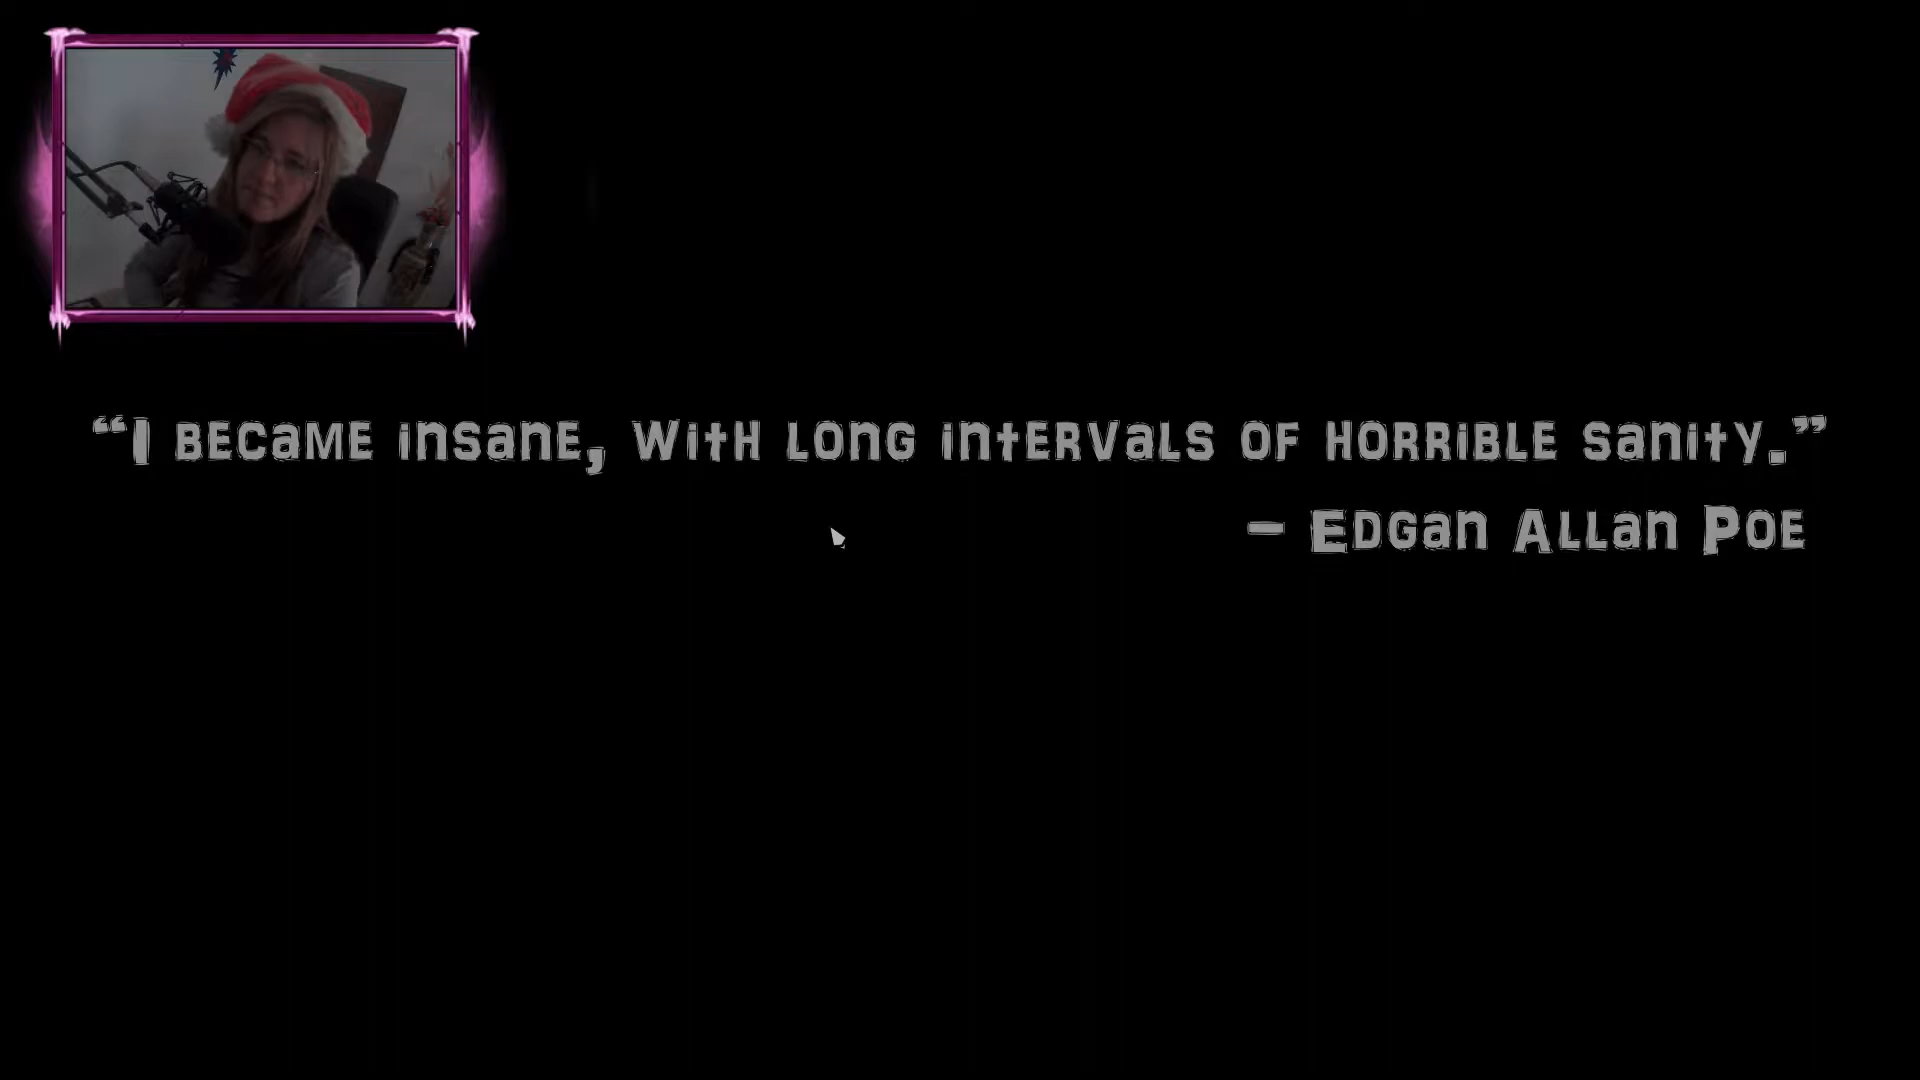 “I became insane, with long intervals of horrible sanity.”
– Edgan Allan Poe